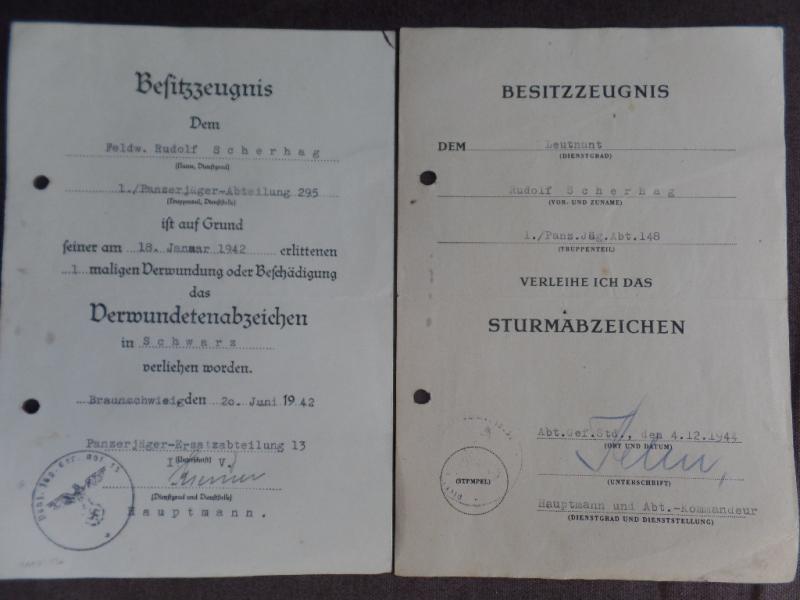 Besitzzeugnis
Dem
Feldw. Rudolf Scherhag
(Name, Dienstgrad)
1./Panzerjäger-Abteilung 295
(Truppenteil, Dienststelle)
ist auf Grund
seiner am 18. Januar 1942 erlittenen
1 maligen Verwundung oder Beschädigung
das
Verwundetenabzeichen
in Schwarz
verliehen worden.
Braunschwieig den 20. Juni 1942
Panzerjäger-Ersatzabteilung 13
(Unterschrift)
I. V.
(Dienstgrad und Dienststelle)
Hauptmann.
BESITZZEUGNIS
DEM Leutnant
(DIENSTGRAD)
Rudolf Scherhag
(VOR- UND ZUNAME)
1./Panz.Jäg.Abt.148
(TRUPPENTEIL)
VERLEIHE ICH DAS
STURMABZEICHEN
Abt.Gef.Std., den 4.12.1944
(ORT UND DATUM)
(STEMPEL)
(UNTERSCHRIFT)
Hauptmann und Abt.-Kommandeur
(DIENSTGRAD UND DIENSTSTELLUNG)